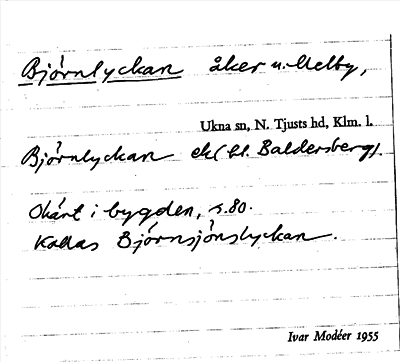 Björnlyckan åker u. Melby,
Ukna sn, N. Tjusts hd, Klm. l.
Björnlyckan ek( bl. Baldersberg).
Okänt i bygden, s. 80.
Kallas Björnsjönslyckan.
Ivar Modéer 1955